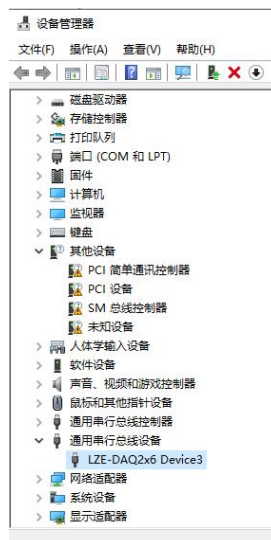 设备管理器
文件(F) 操作(A) 查看(V) 帮助(H)
磁盘驱动器
存储控制器
打印队列
端口 (COM 和 LPT)
固件
计算机
监视器
键盘
其他设备
PCI 简单通讯控制器
PCI 设备
SM 总线控制器
未知设备
人体学输入设备
软件设备
声音、视频和游戏控制器
鼠标和其他指针设备
通用串行总线控制器
通用串行总线设备
LZE-DAQ2x6 Device3
网络适配器
系统设备
显示适配器